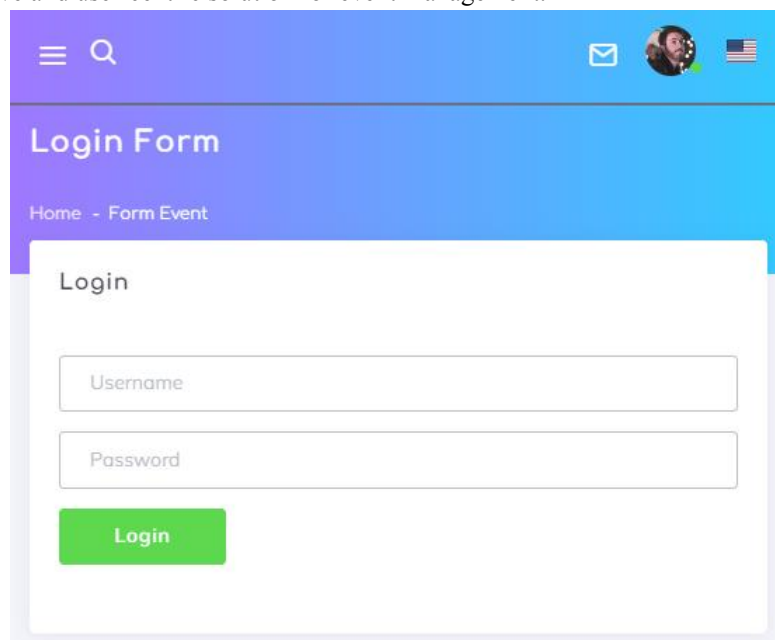 Login Form
Home - Form Event
Login
Username
Password
Login